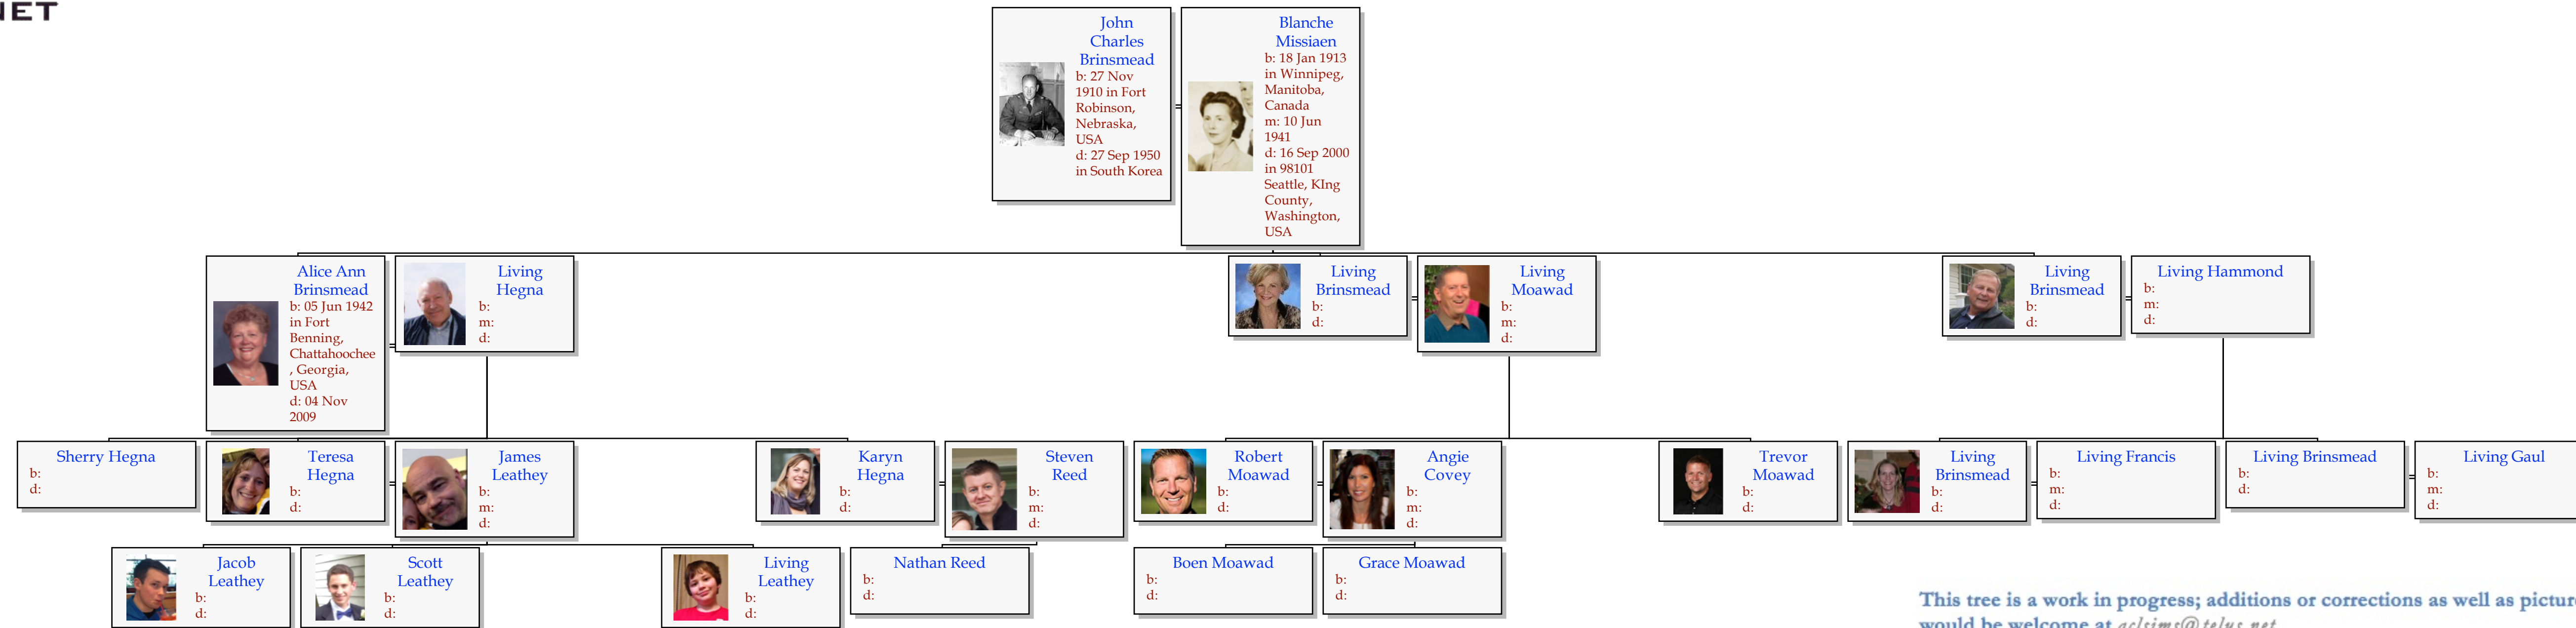 NET
John
Charles
Brinsmead
b: 27 Nov
1910 in Fort
Robinson,
Nebraska,
USA
d: 27 Sep 1950
in South Korea
Blanche
Missiaen
b: 18 Jan 1913
in Winnipeg,
Manitoba,
Canada
m: 10 Jun
1941
d: 16 Sep 2000
in 98101
Seattle, KIng
County,
Washington,
USA
Alice Ann
Brinsmead
b: 05 Jun 1942
in Fort
Benning,
Chattahoochee
, Georgia,
USA
d: 04 Nov
2009
Living
Hegna
b:
m:
d:
Living
Brinsmead
b:
d:
Living
Moawad
b:
m:
d:
Living
Brinsmead
b:
d:
Living Hammond
b:
m:
d:
Sherry Hegna
b:
d:
Teresa
Hegna
b:
d:
James
Leathey
b:
m:
d:
Karyn
Hegna
b:
d:
Steven
Reed
b:
m:
d:
Robert
Moawad
b:
d:
Angie
Covey
b:
m:
d:
Trevor
Moawad
b:
d:
Living
Brinsmead
b:
d:
Living Francis
b:
m:
d:
Living Brinsmead
b:
d:
Living Gaul
b:
m:
d:
Jacob
Leathey
b:
d:
Scott
Leathey
b:
d:
Living
Leathey
b:
d:
Nathan Reed
b:
d:
Boen Moawad
b:
d:
Grace Moawad
b:
d:
This tree is a work in progress; additions or corrections as well as pictur
would be welcome at aclsims@telus.net